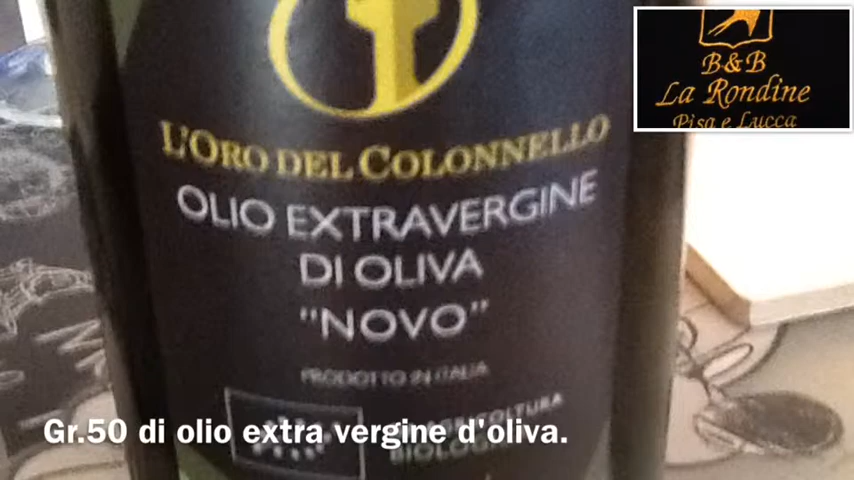 B&B
La Rondine
Pisa e Lucca
L'ORO DEL COLONNELLO
OLIO EXTRAVERGINE
DI OLIVA
"NOVO"
PRODOTTO IN ITALIA
AGRICOLTURA
Gr.50 di olio extra vergine d'oliva.